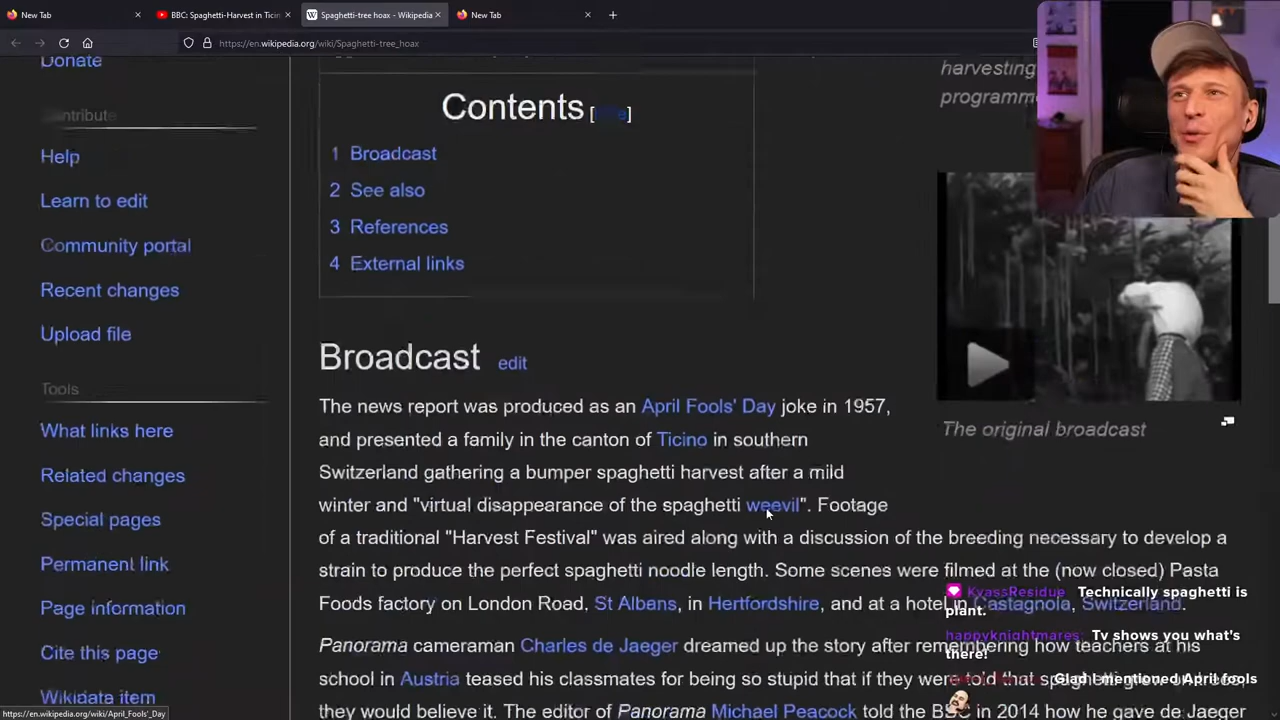 New Tab
BBC: Spaghetti-Harvest in Ticin
Spaghetti-tree hoax - Wikipedia
New Tab
https://en.wikipedia.org/wiki/Spaghetti-tree_hoax
Donate
Contribute
Help
Learn to edit
Community portal
Recent changes
Upload file
Tools
What links here
Related changes
Special pages
Permanent link
Page information
Cite this page
Wikidata item
https://en.wikipedia.org/wiki/April_Fools'_Day
harvesting
programm
Contents
1 Broadcast
2 See also
3 References
4 External links
The original broadcast
Broadcast edit
The news report was produced as an April Fools' Day joke in 1957,
and presented a family in the canton of Ticino in southern
Switzerland gathering a bumper spaghetti harvest after a mild
winter and "virtual disappearance of the spaghetti weevil". Footage
of a traditional "Harvest Festival" was aired along with a discussion of the breeding necessary to develop a
strain to produce the perfect spaghetti noodle length. Some scenes were filmed at the (now closed) Pasta
Foods factory on London Road, St Albans, in Hertfordshire, and at a hotel in Castagnola, Switzerland.
Panorama cameraman Charles de Jaeger dreamed up the story after remembering how teachers at his
school in Austria teased his classmates for being so stupid that if they were told that spaghetti
they would believe it. The editor of Panorama Michael Peacock told the BBC in 2014 how he gave de Jaeger
KvassResidue Technically spaghetti is
plant.
happyknightmares: Tv shows you what's
there!
Glad I mentioned April fools